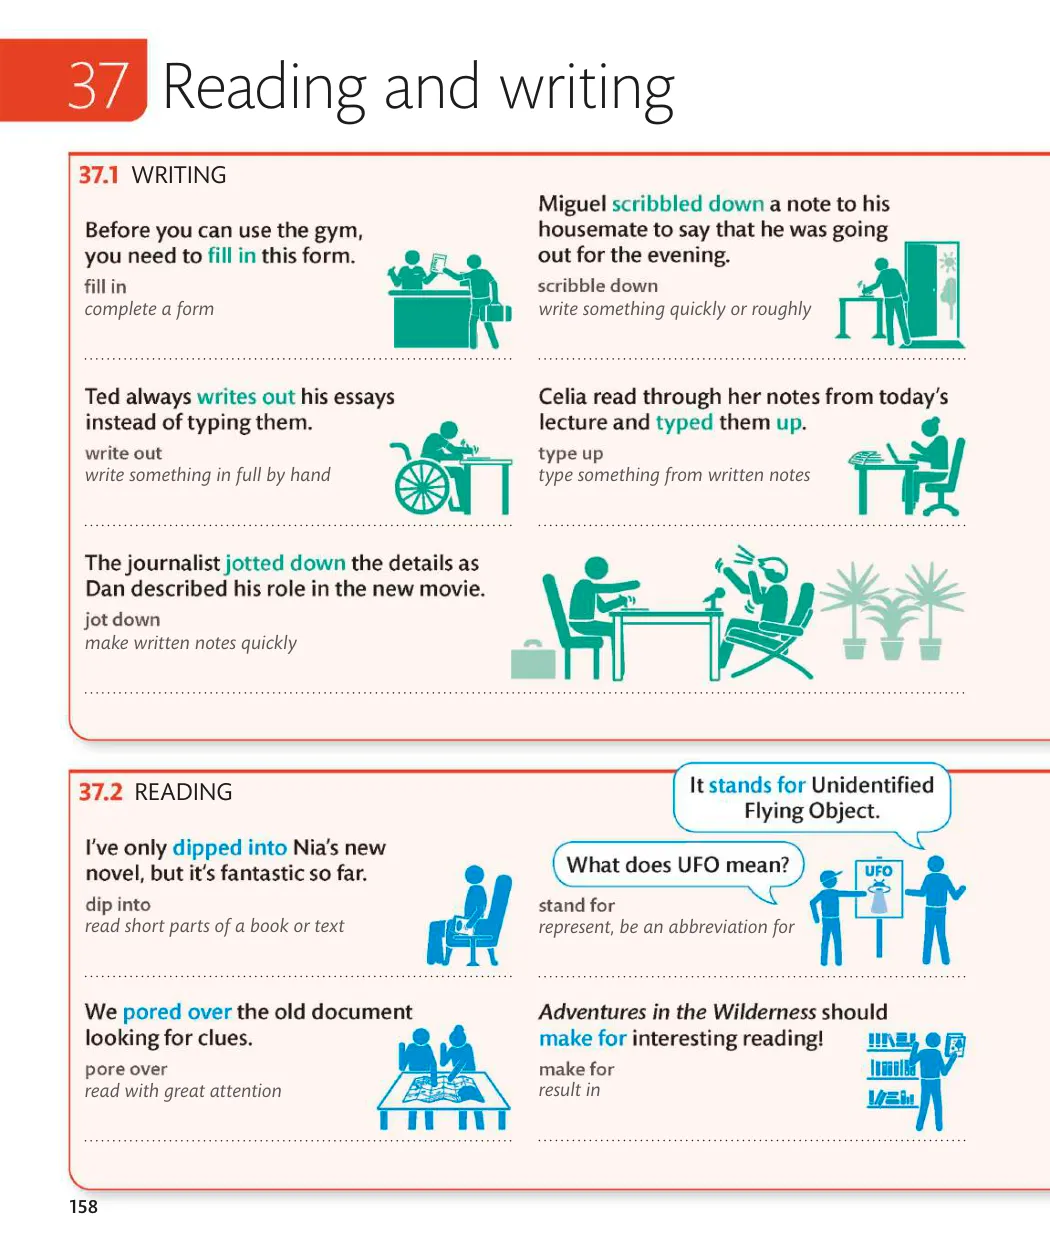 37 Reading and writing
37.1 WRITING
Before you can use the gym,
you need to fill in this form.
fill in
complete a form
Miguel scribbled down a note to his
housemate to say that he was going
out for the evening.
scribble down
write something quickly or roughly
Ted always writes out his essays
instead of typing them.
write out
write something in full by hand
Celia read through her notes from today's
lecture and typed them up.
type up
type something from written notes
The journalist jotted down the details as
Dan described his role in the new movie.
jot down
make written notes quickly
37.2 READING
I've only dipped into Nia's new
novel, but it's fantastic so far.
dip into
read short parts of a book or text
It stands for Unidentified
Flying Object.
What does UFO mean?
UFO
stand for
represent, be an abbreviation for
We pored over the old document
looking for clues.
pore over
read with great attention
Adventures in the Wilderness should
make for interesting reading!
make for
result in
158